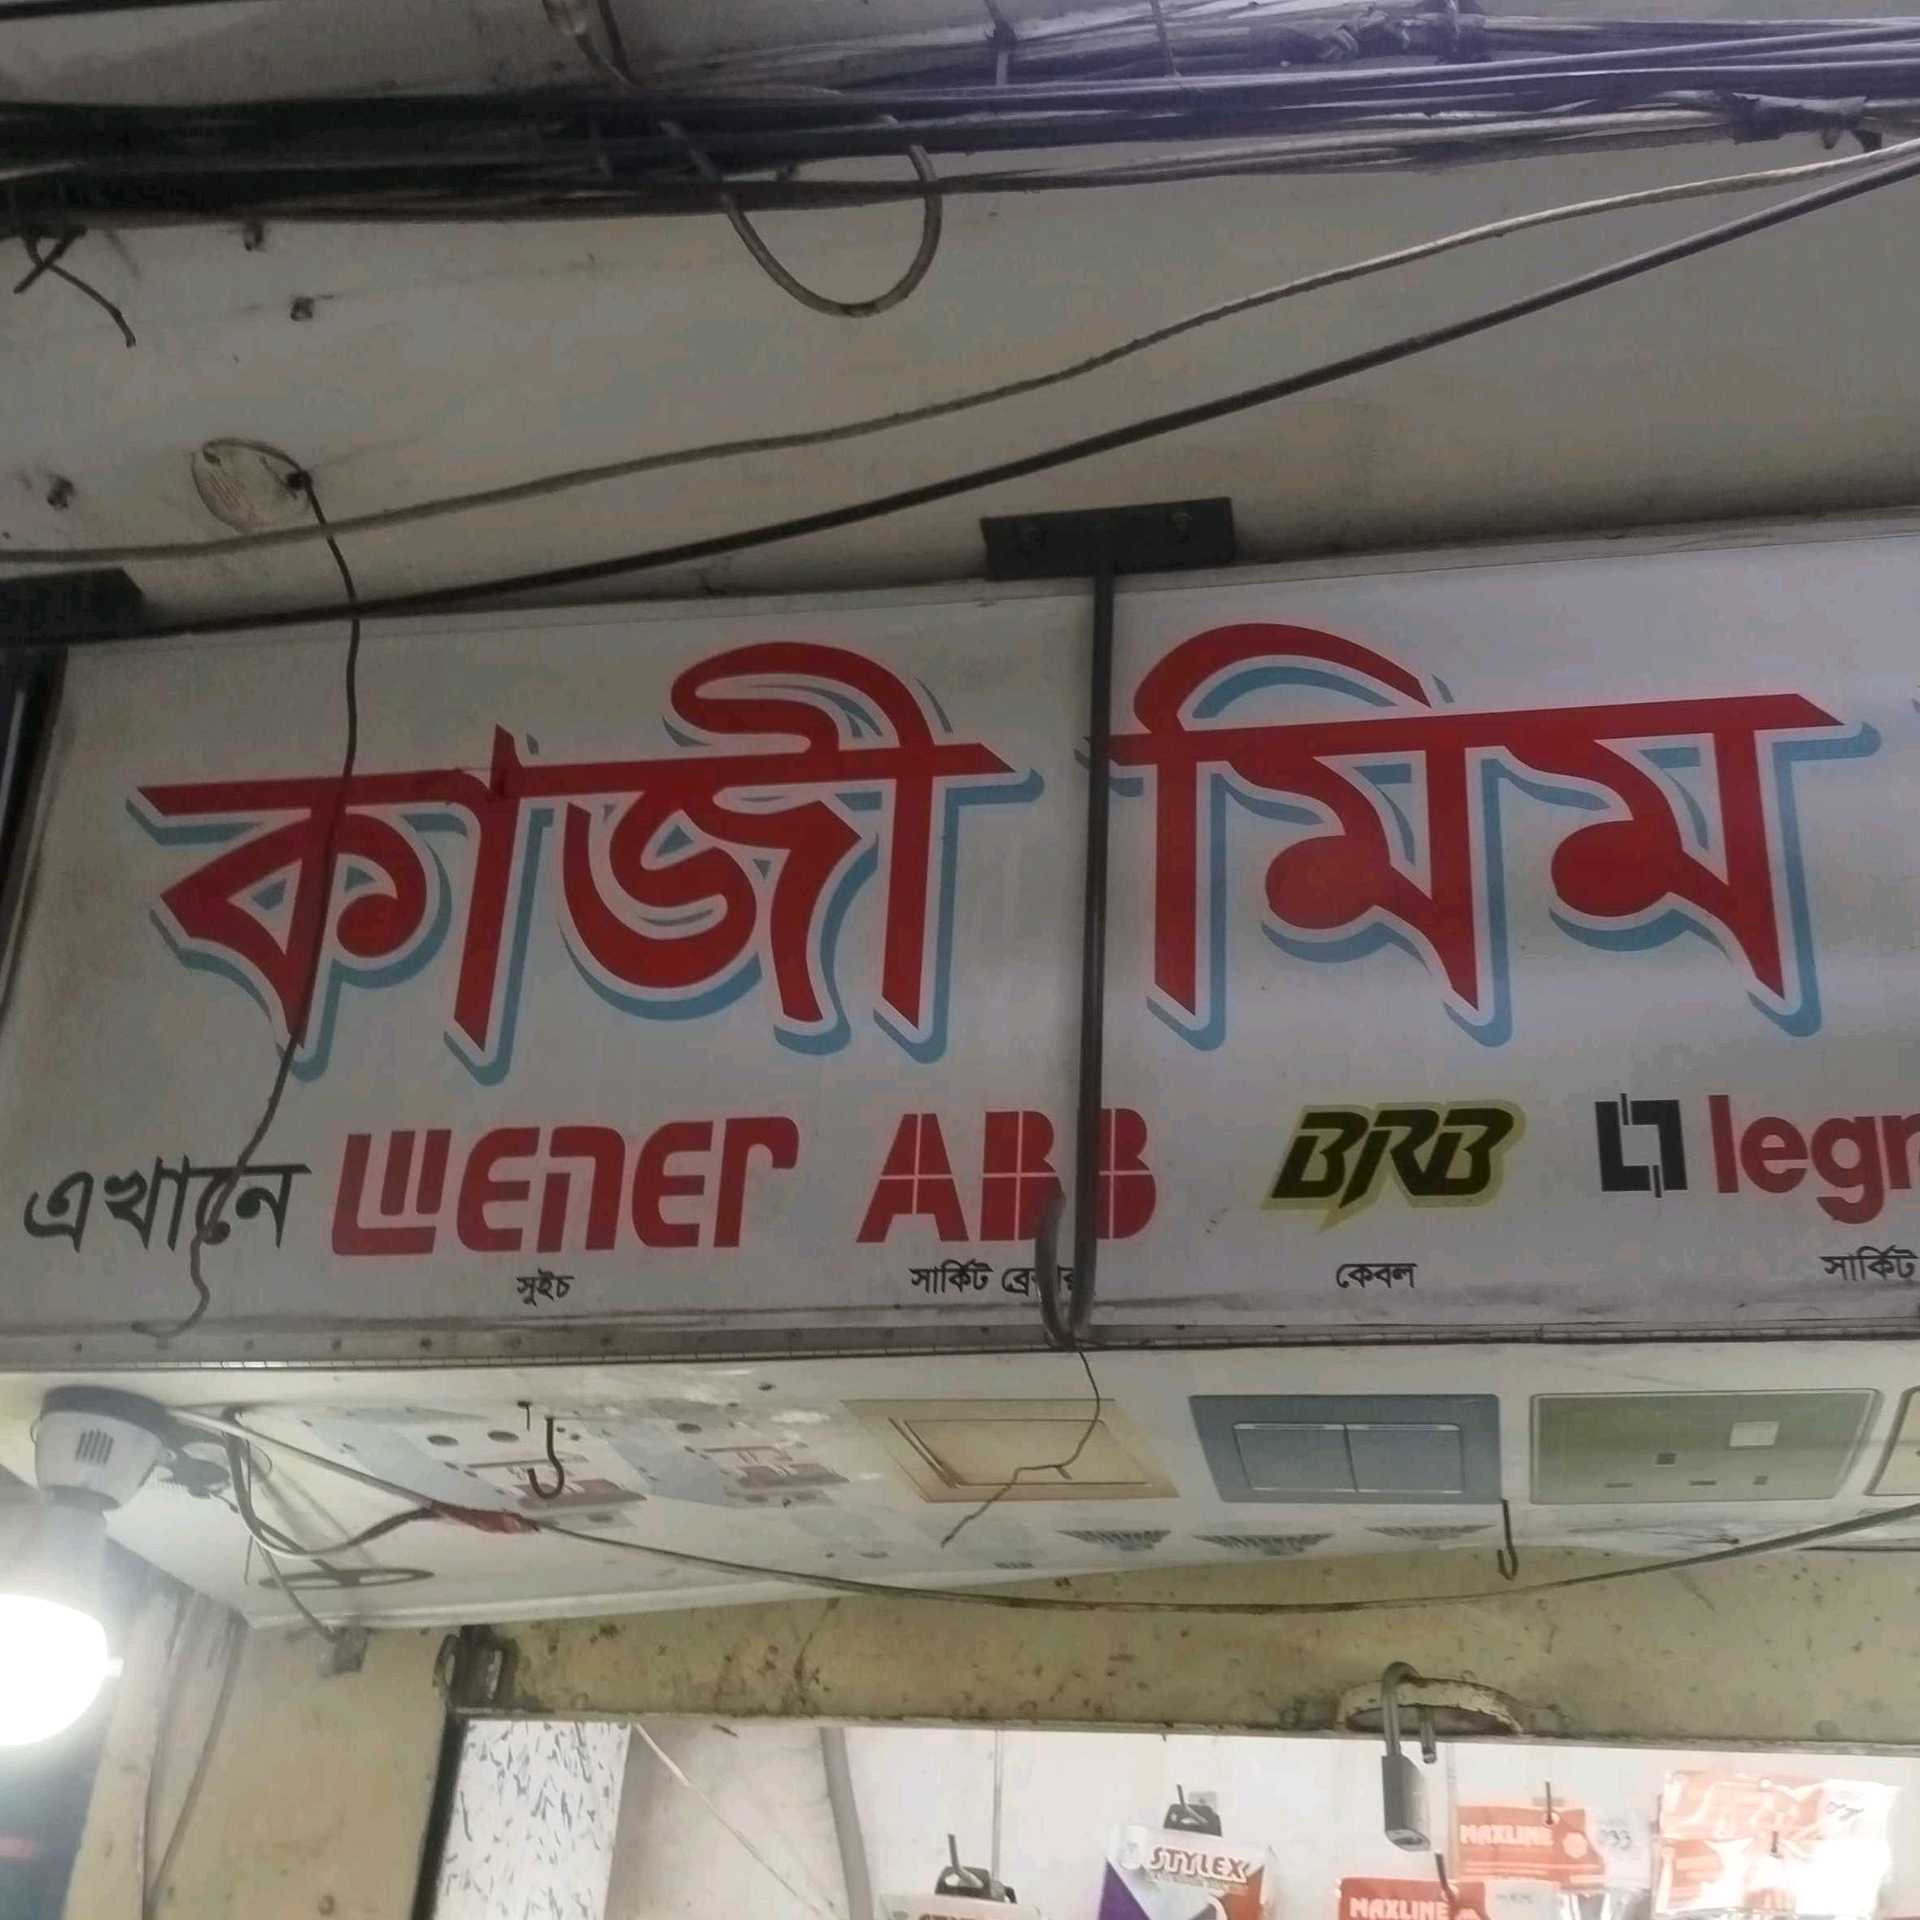 কাজী মিম
এখানে WENER ABB BRB legr
সুইচ সার্কিট ব্রেকার কেবল সার্কিট
STYLEX
MAXLINE
MAXLINE